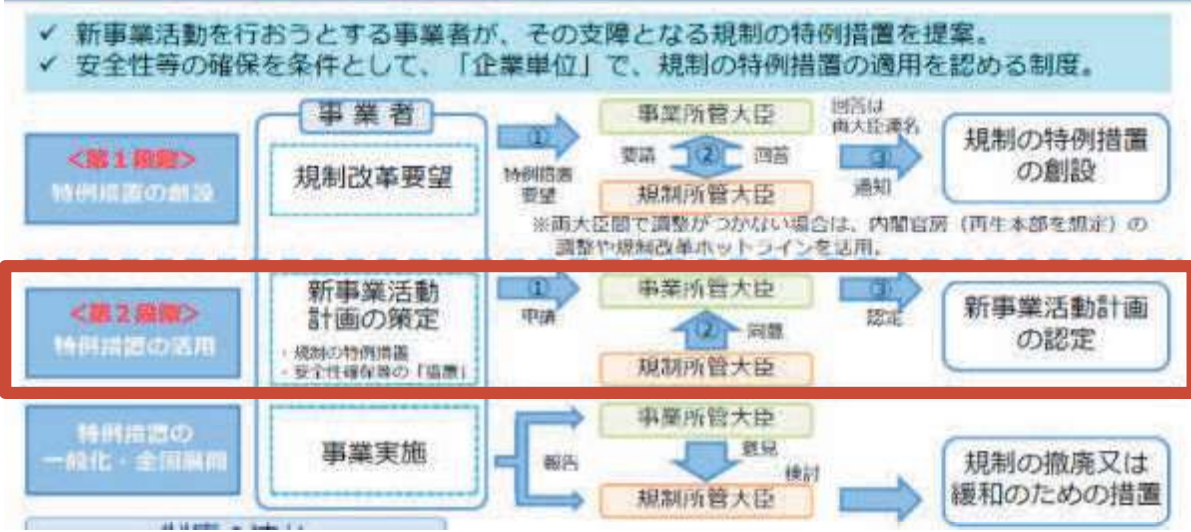 ✓ 新事業活動を行おうとする事業者が、その支障となる規制の特例措置を提案。
✓ 安全性等の確保を条件として、「企業単位」で、規制の特例措置の適用を認める制度。
事業者
<第1段階>
特例措置の創設
規制改革要望
①
特例措置
要望
事業所管大臣
要請
②
回答
規制所管大臣
回答は
両大臣連名
③
通知
規制の特例措置
の創設
※両大臣間で調整がつかない場合は、内閣官房(再生本部を想定)の
調整や規制改革ホットラインを活用。
<第2段階>
特例措置の活用
新事業活動
計画の策定
・規制の特例措置
・安全性確保等の「措置」
①
申請
事業所管大臣
②
同意
規制所管大臣
③
認定
新事業活動計画
の認定
特例措置の
一般化・全国展開
事業実施
報告
事業所管大臣
意見
検討
規制所管大臣
規制の撤廃又は
緩和のための措置